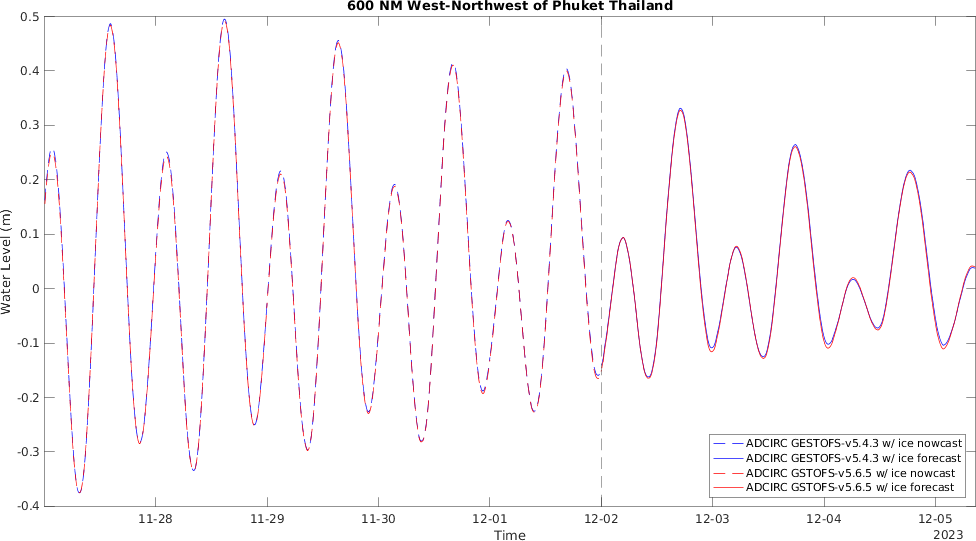 600 NM West-Northwest of Phuket Thailand
0.5
0.4
0.3
0.2
0.1
0
-0.1
-0.2
-0.3
-0.4
Water Level (m)
ADCIRC GESTOFS-v5.4.3 w/ ice nowcast
ADCIRC GESTOFS-v5.4.3 w/ ice forecast
ADCIRC GSTOFS-v5.6.5 w/ ice nowcast
ADCIRC GSTOFS-v5.6.5 w/ ice forecast
11-28 11-29 11-30 12-01 12-02 12-03 12-04 12-05
Time
2023